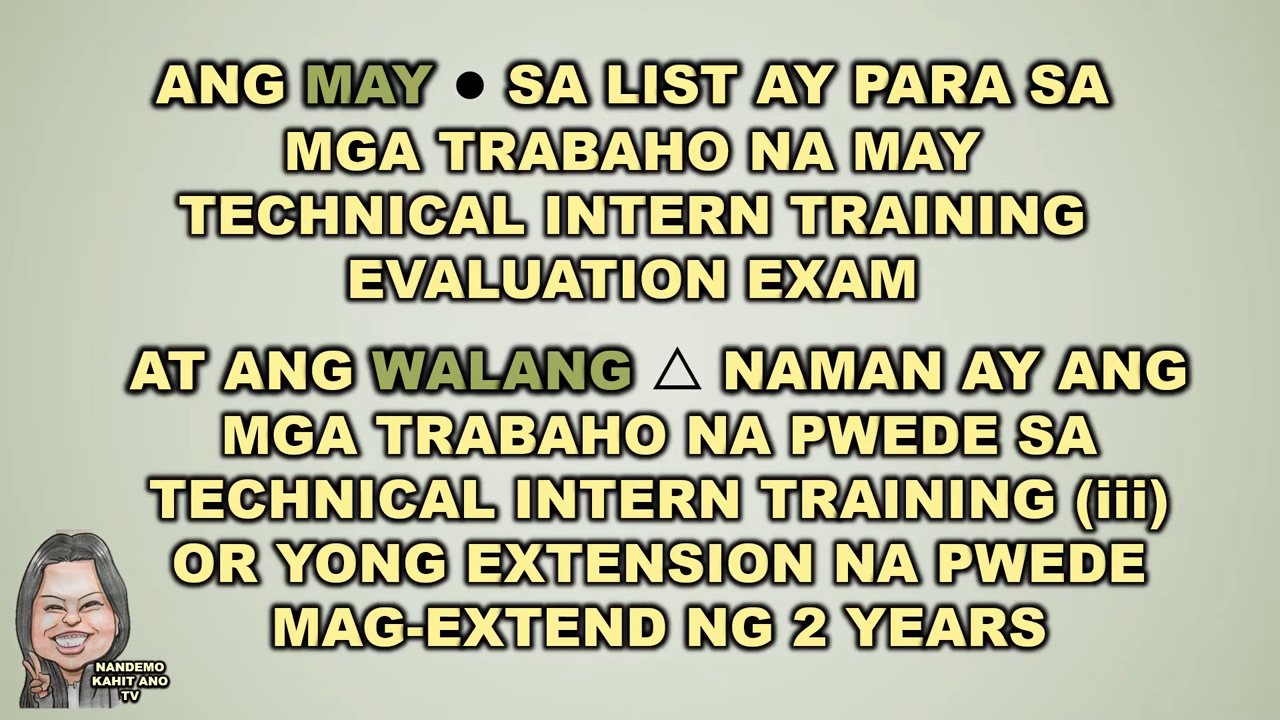 ANG MAY ● SA LIST AY PARA SA
MGA TRABAHO NA MAY
TECHNICAL INTERN TRAINING
EVALUATION EXAM
AT ANG WALANG △ NAMAN AY ANG
MGA TRABAHO NA PWEDE SA
TECHNICAL INTERN TRAINING (iii)
OR YONG EXTENSION NA PWEDE
MAG-EXTEND NG 2 YEARS
NANDEMO
KAHIT ANO
TV